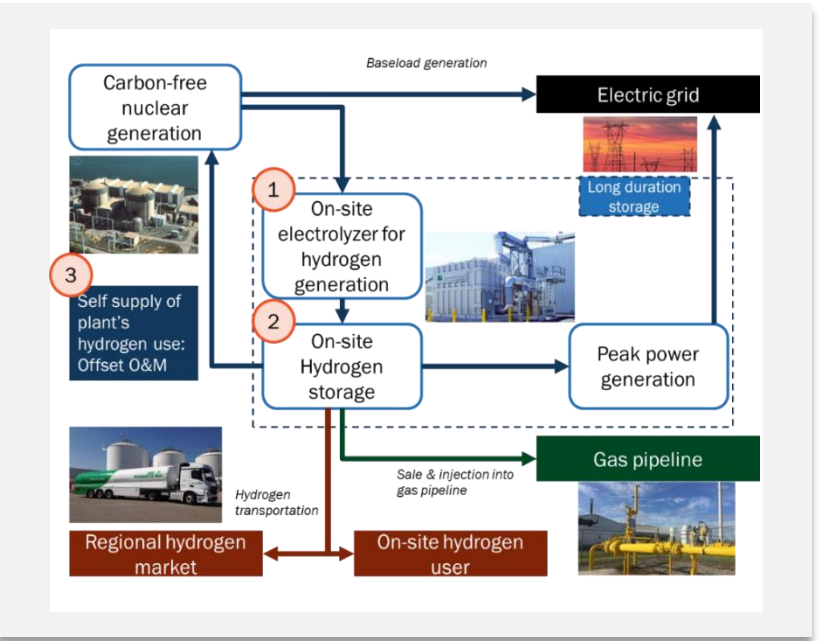 Baseload generation
Carbon-free
nuclear
generation
Electric grid
Long duration
storage
1
On-site
electrolyzer for
hydrogen
generation
3
Self supply of
plant's
hydrogen use:
Offset O&M
2
On-site
Hydrogen
storage
Peak power
generation
Gas pipeline
Sale & injection into
gas pipeline
Hydrogen
transportation
Regional hydrogen
market
On-site hydrogen
user